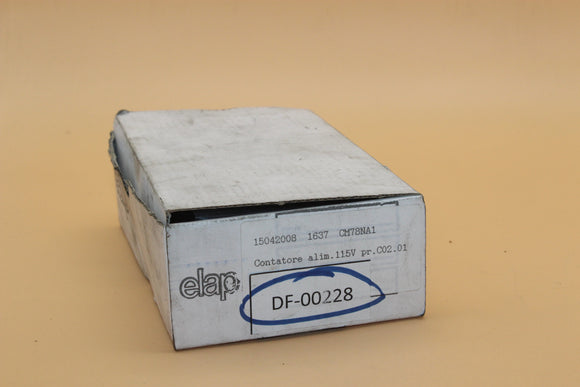 15042008 1637 CM78NA1
Contatore alim.115V pr.C02.01
elap
DF-00228